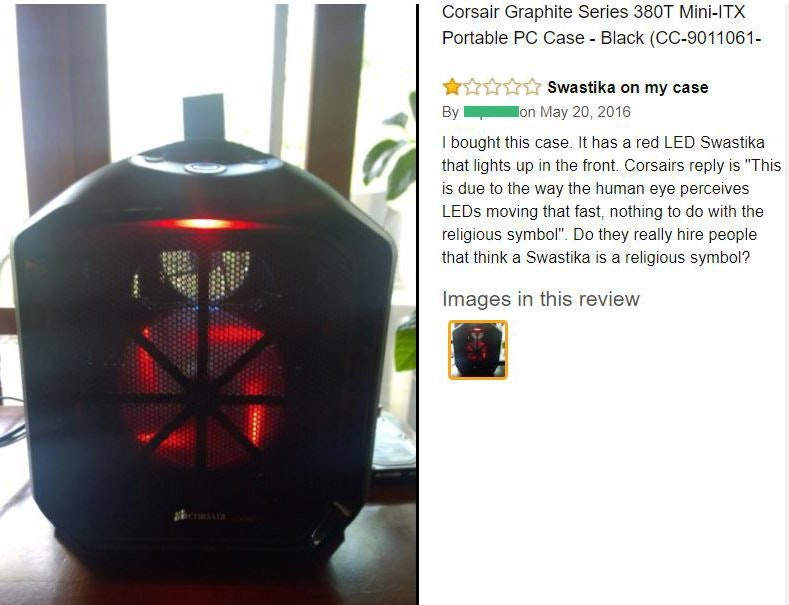 Corsair Graphite Series 380T Mini-ITX
Portable PC Case - Black (CC-9011061-
Swastika on my case
By on May 20, 2016
I bought this case. It has a red LED Swastika
that lights up in the front. Corsairs reply is "This
is due to the way the human eye perceives
LEDs moving that fast, nothing to do with the
religious symbol". Do they really hire people
that think a Swastika is a religious symbol?
Images in this review
CORSAIR